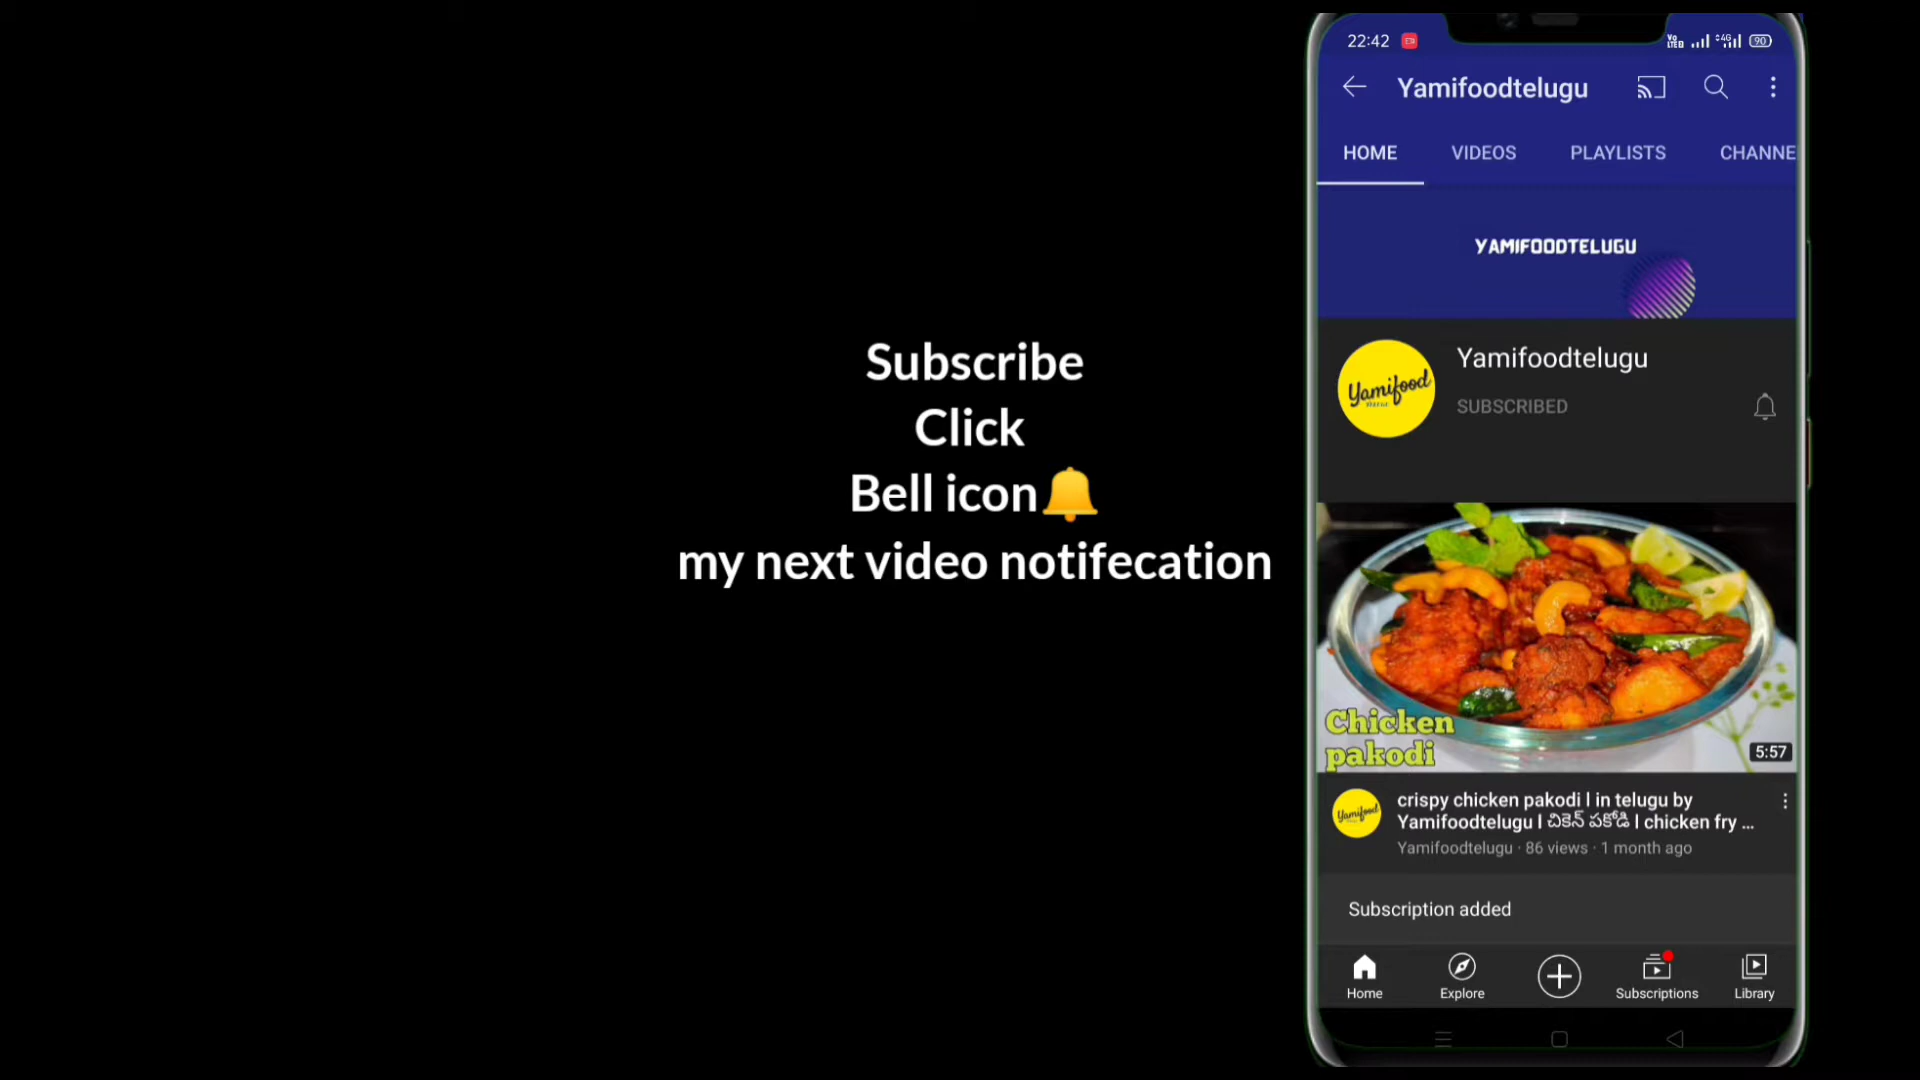 Subscribe
Click
Bell icon🔔
my next video notifecation
22:42
90
Yamifoodtelugu
HOME VIDEOS PLAYLISTS CHANNE
YAMIFOODTELUGU
Yamifood
Yamifoodtelugu
SUBSCRIBED
Chicken
pakodi
5:57
Yamifood
crispy chicken pakodi l in telugu by
Yamifoodtelugu l చికెన్ పకోడి l chicken fry ...
Yamifoodtelugu · 86 views · 1 month ago
Subscription added
Home Explore Subscriptions Library